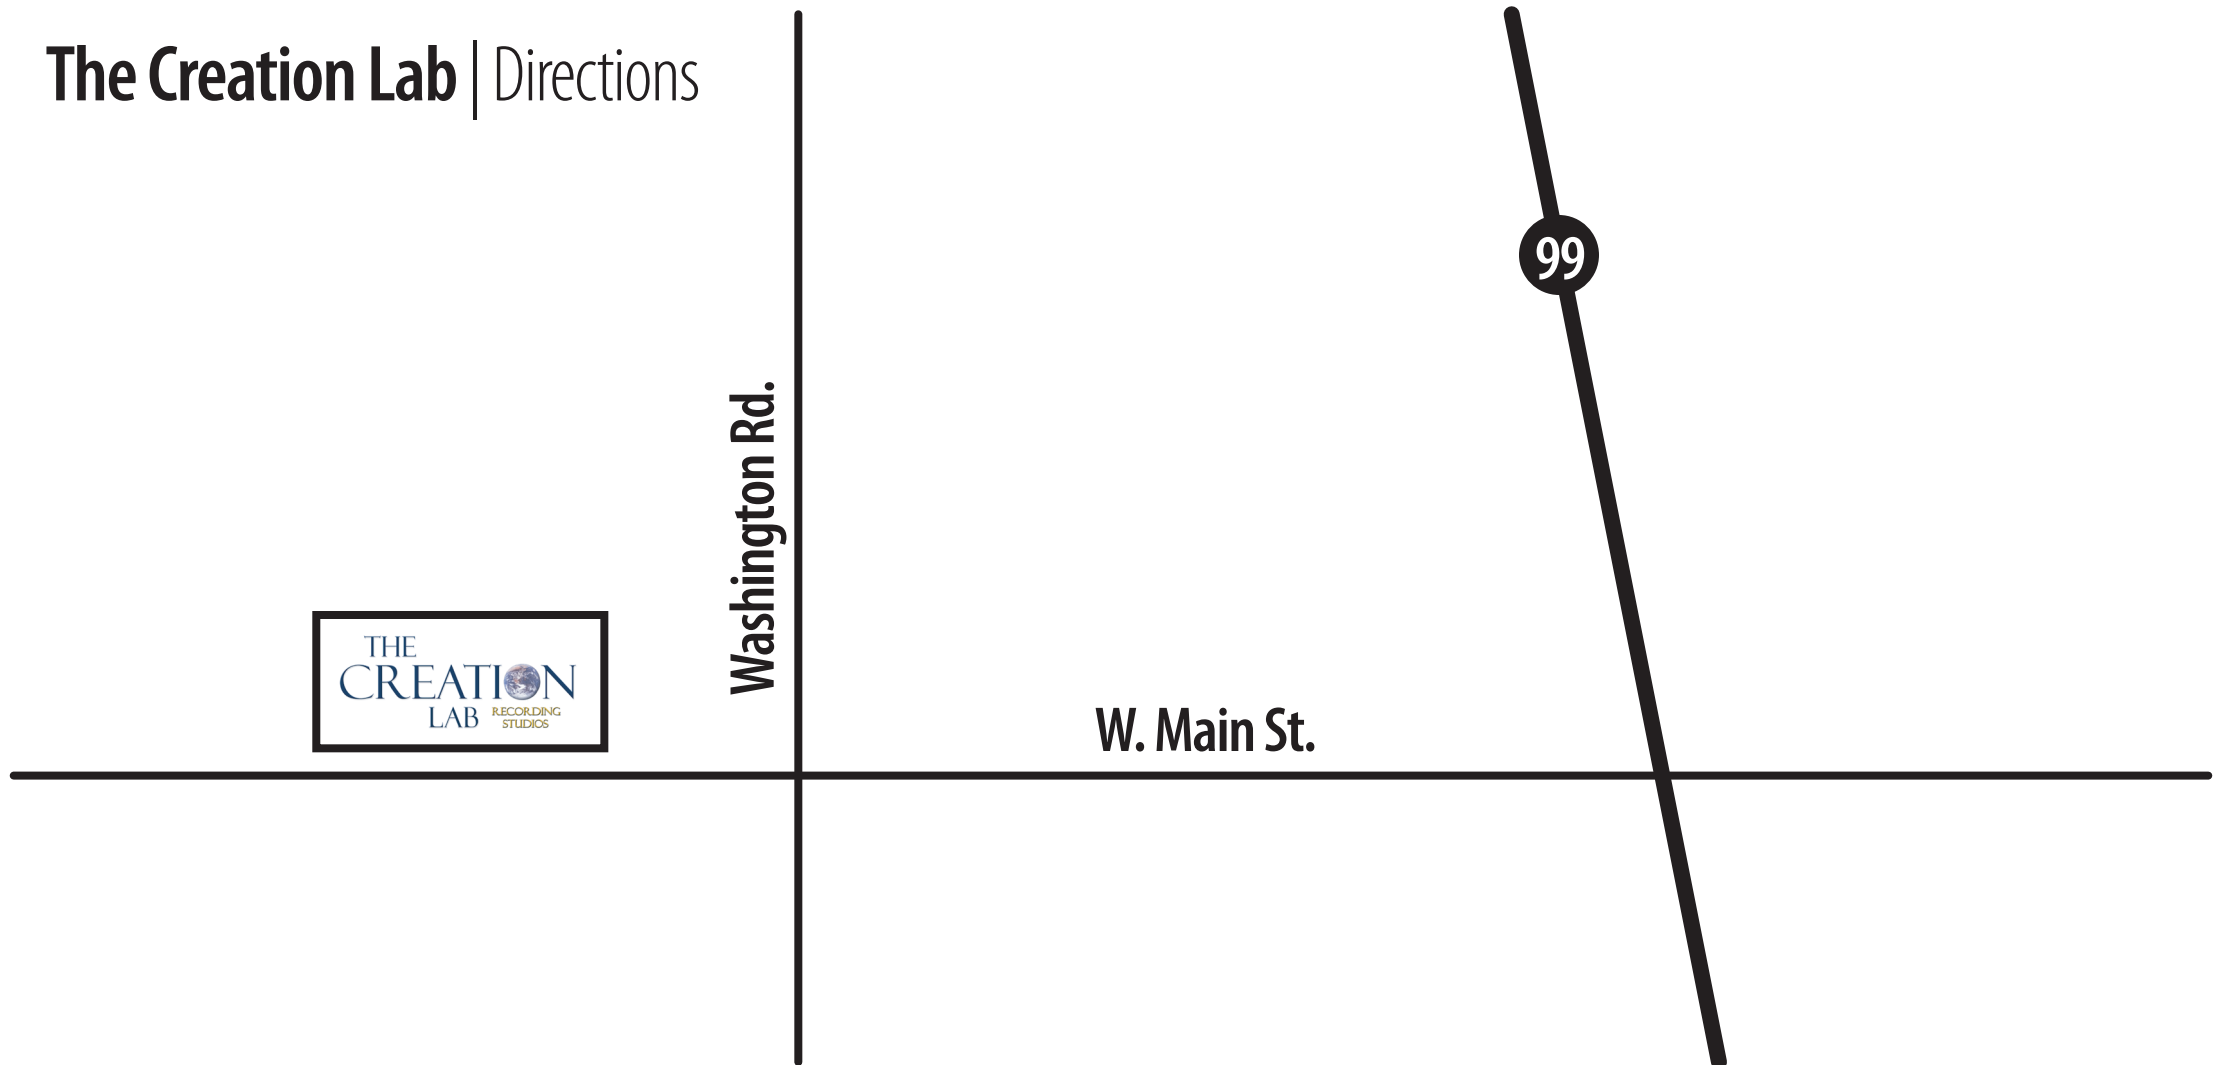 The Creation Lab | Directions
99
Washington Rd.
THE
CREATION
LAB RECORDING
STUDIOS
W. Main St.